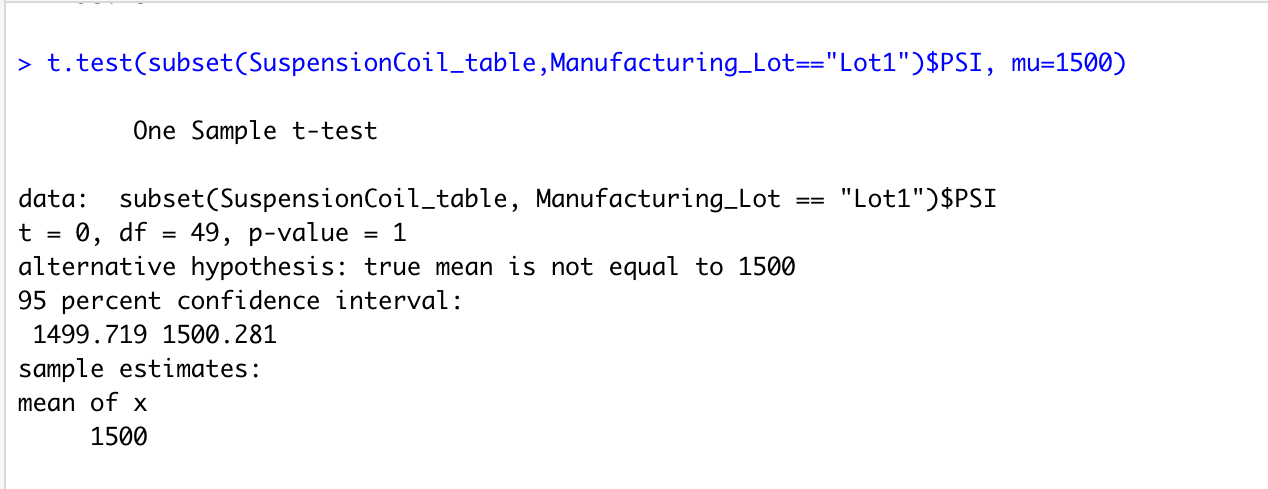 > t.test(subset(SuspensionCoil_table,Manufacturing_Lot=="Lot1")$PSI, mu=1500)
One Sample t-test
data:  subset(SuspensionCoil_table, Manufacturing_Lot == "Lot1")$PSI
t = 0, df = 49, p-value = 1
alternative hypothesis: true mean is not equal to 1500
95 percent confidence interval:
1499.719 1500.281
sample estimates:
mean of x
1500